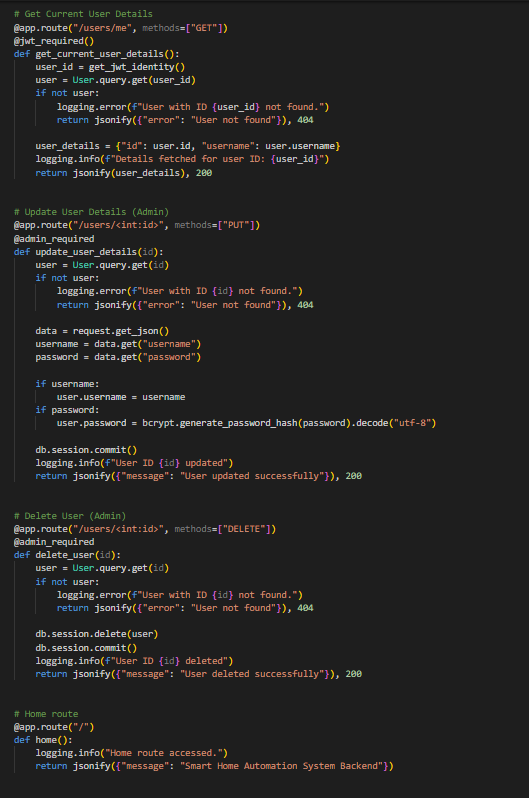 # Get Current User Details
@app.route("/users/me", methods=["GET"])
@jwt_required()
def get_current_user_details():
    user_id = get_jwt_identity()
    user = User.query.get(user_id)
    if not user:
        logging.error(f"User with ID {user_id} not found.")
        return jsonify({"error": "User not found"}), 404

    user_details = {"id": user.id, "username": user.username}
    logging.info(f"Details fetched for user ID: {user_id}")
    return jsonify(user_details), 200


# Update User Details (Admin)
@app.route("/users/<int:id>", methods=["PUT"])
@admin_required
def update_user_details(id):
    user = User.query.get(id)
    if not user:
        logging.error(f"User with ID {id} not found.")
        return jsonify({"error": "User not found"}), 404

    data = request.get_json()
    username = data.get("username")
    password = data.get("password")

    if username:
        user.username = username
    if password:
        user.password = bcrypt.generate_password_hash(password).decode("utf-8")

    db.session.commit()
    logging.info(f"User ID {id} updated")
    return jsonify({"message": "User updated successfully"}), 200


# Delete User (Admin)
@app.route("/users/<int:id>", methods=["DELETE"])
@admin_required
def delete_user(id):
    user = User.query.get(id)
    if not user:
        logging.error(f"User with ID {id} not found.")
        return jsonify({"error": "User not found"}), 404

    db.session.delete(user)
    db.session.commit()
    logging.info(f"User ID {id} deleted")
    return jsonify({"message": "User deleted successfully"}), 200


# Home route
@app.route("/")
def home():
    logging.info("Home route accessed.")
    return jsonify({"message": "Smart Home Automation System Backend"})